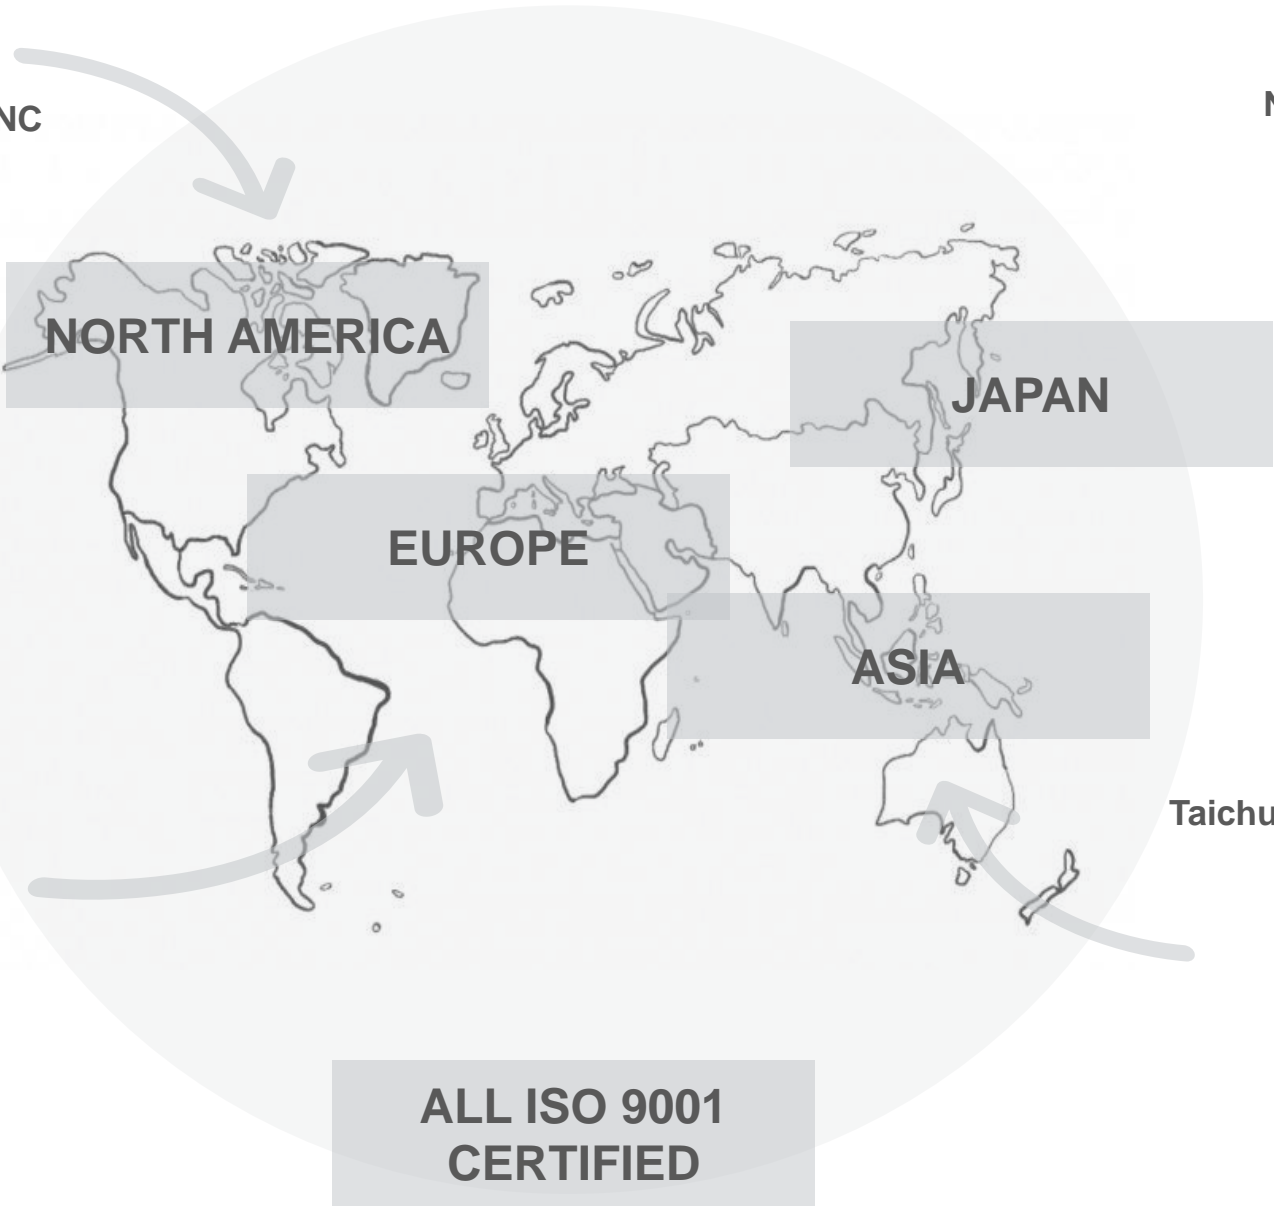 NC
N
NORTH AMERICA
JAPAN
EUROPE
ASIA
Taichu
ALL ISO 9001
CERTIFIED